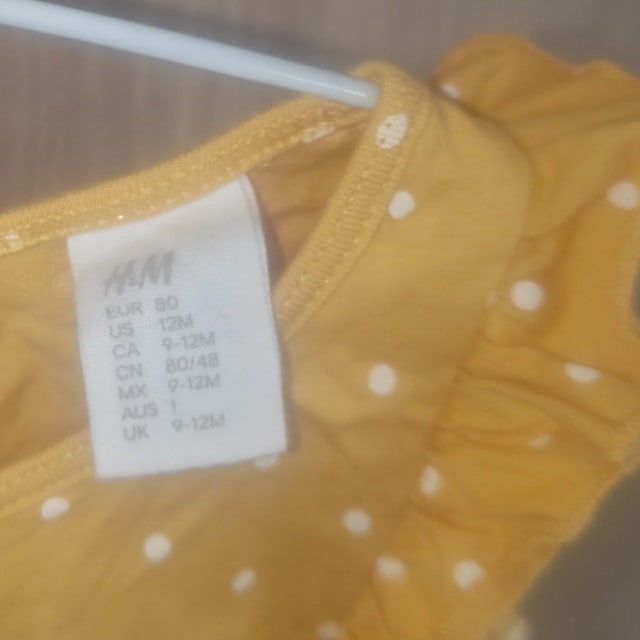 H&M
EUR 80
US 12M
CA 9-12M
CN 80/48
MX 9-12M
AUS 1
UK 9-12M